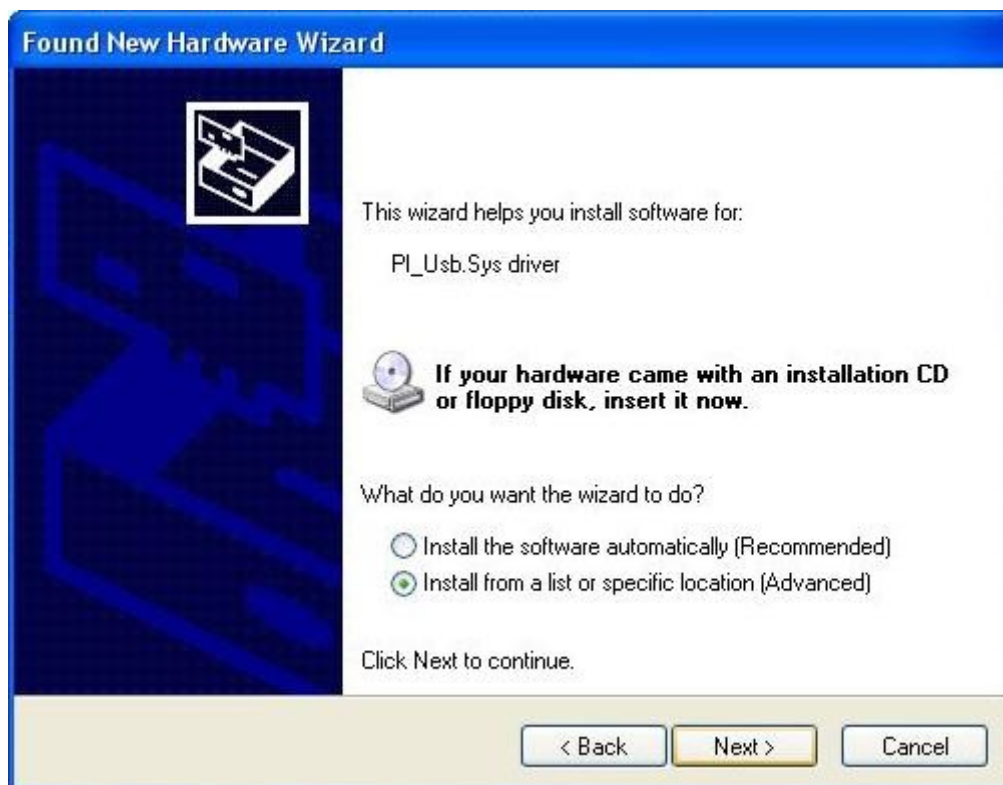 Found New Hardware Wizard
This wizard helps you install software for:
PI_Usb.Sys driver
If your hardware came with an installation CD
or floppy disk, insert it now.
What do you want the wizard to do?
Install the software automatically (Recommended)
Install from a list or specific location (Advanced)
Click Next to continue.
< Back
Next >
Cancel